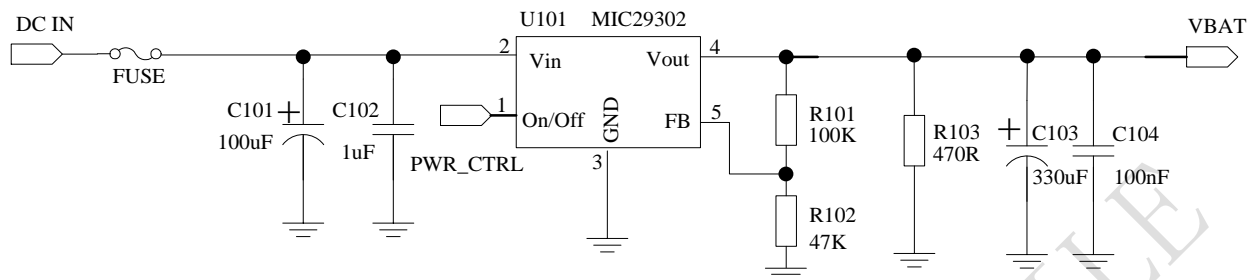 DC IN
FUSE
C101
100uF
C102
1uF
PWR_CTRL
U101 MIC29302
2
Vin
1
On/Off
GND
3
Vout
4
FB
5
R101
100K
R102
47K
R103
470R
C103
330uF
C104
100nF
VBAT